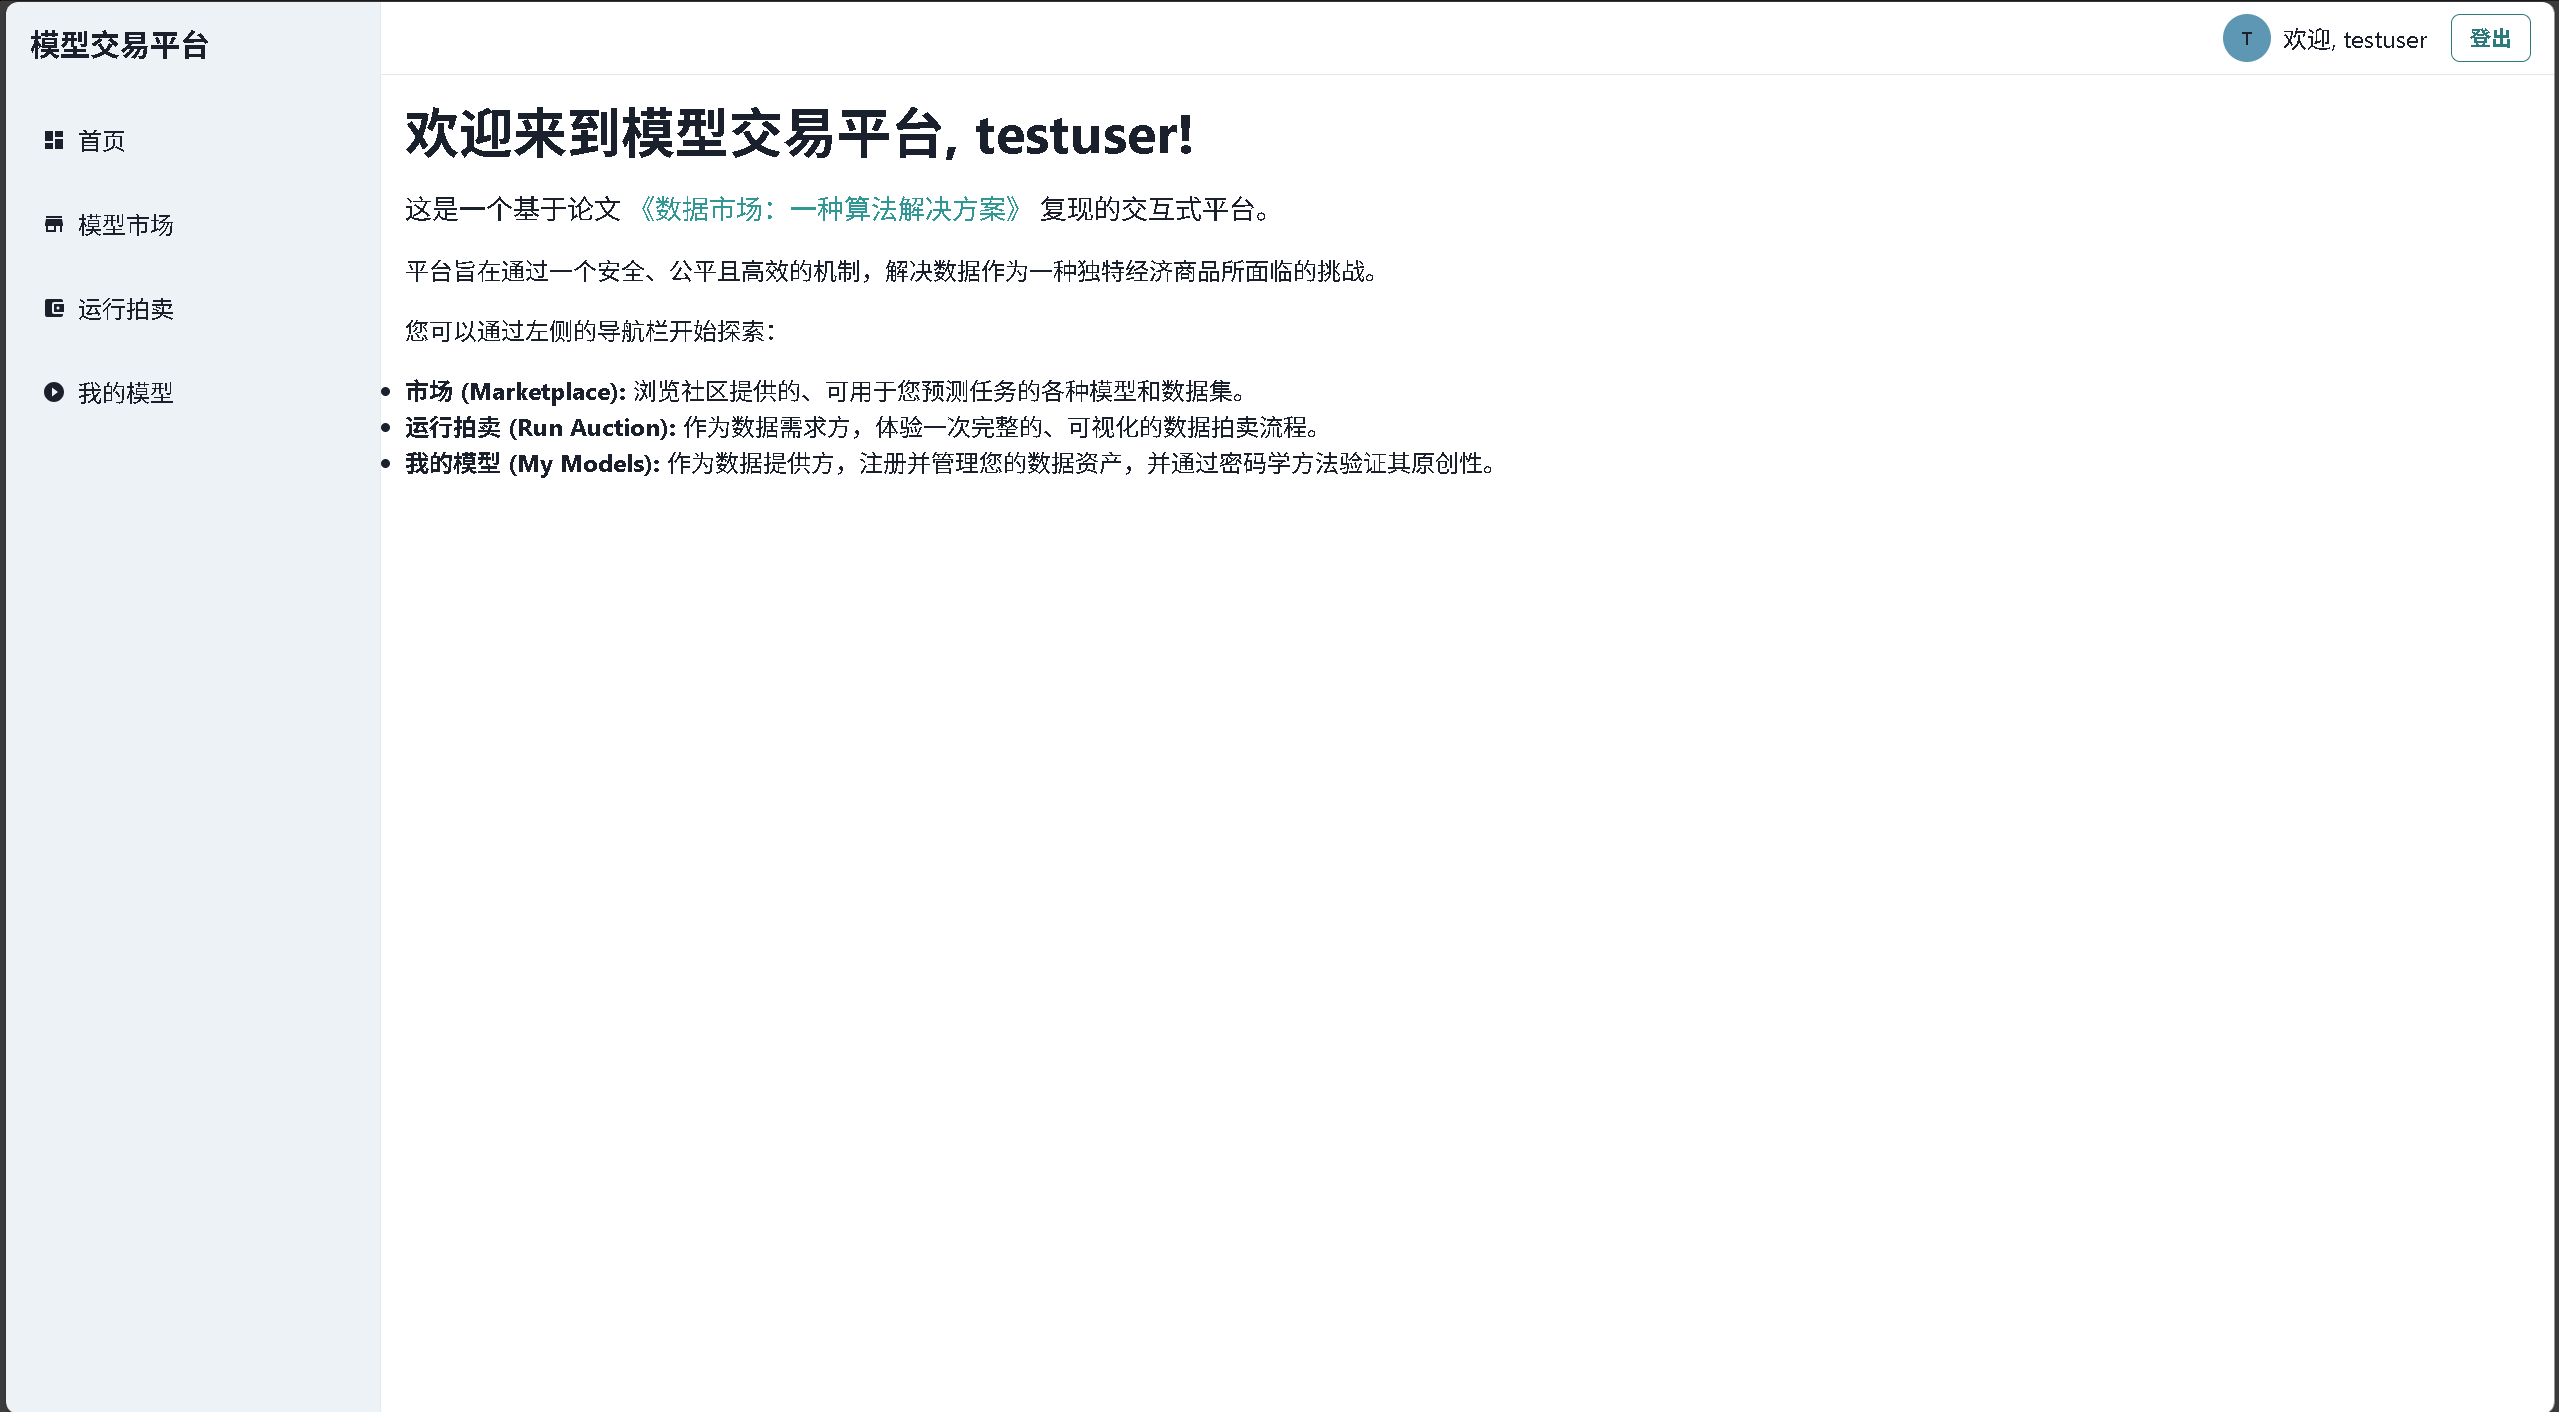 模型交易平台
首页
模型市场
运行拍卖
我的模型
T 欢迎, testuser 登出
欢迎来到模型交易平台, testuser!
这是一个基于论文 《数据市场：一种算法解决方案》 复现的交互式平台。
平台旨在通过一个安全、公平且高效的机制，解决数据作为一种独特经济商品所面临的挑战。
您可以通过左侧的导航栏开始探索：
• 市场 (Marketplace): 浏览社区提供的、可用于您预测任务的各种模型和数据集。
• 运行拍卖 (Run Auction): 作为数据需求方，体验一次完整的、可视化的数据拍卖流程。
• 我的模型 (My Models): 作为数据提供方，注册并管理您的数据资产，并通过密码学方法验证其原创性。